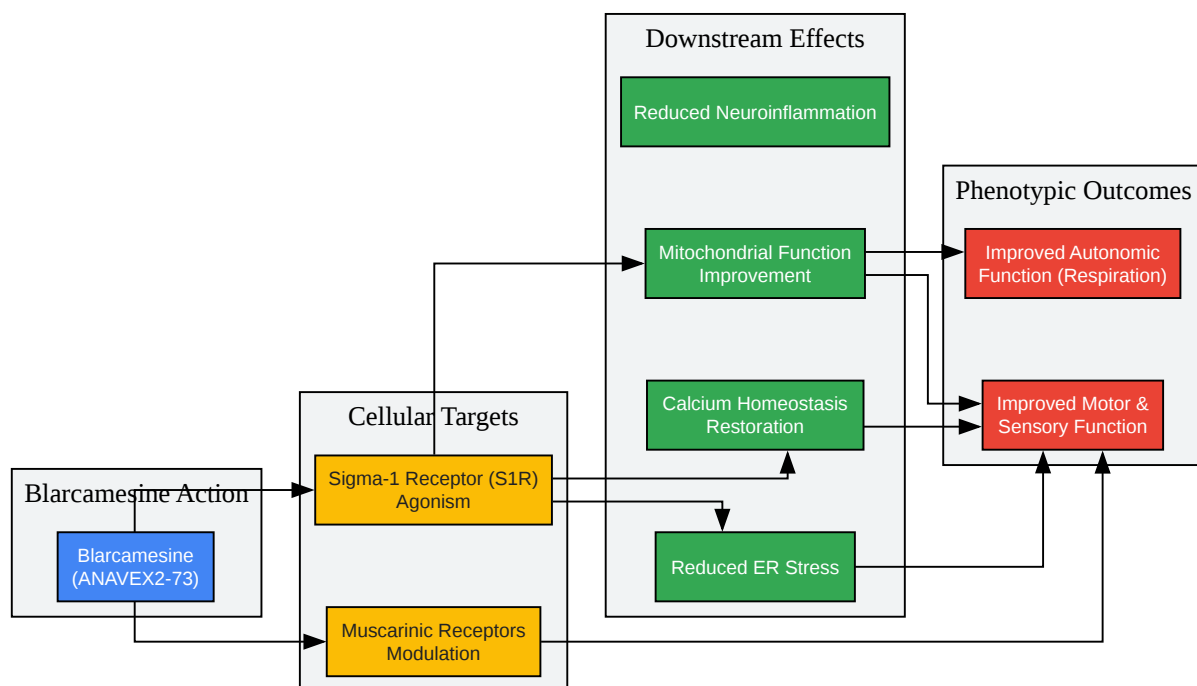 Downstream Effects
Reduced Neuroinflammation
Phenotypic Outcomes
Mitochondrial Function
Improvement
Improved Autonomic
Function (Respiration)
Cellular Targets
Calcium Homeostasis
Restoration
Improved Motor &
Sensory Function
Blarcamesine Action
Sigma-1 Receptor (S1R)
Agonism
Blarcamesine
(ANAVEX2-73)
Reduced ER Stress
Muscarinic Receptors
Modulation